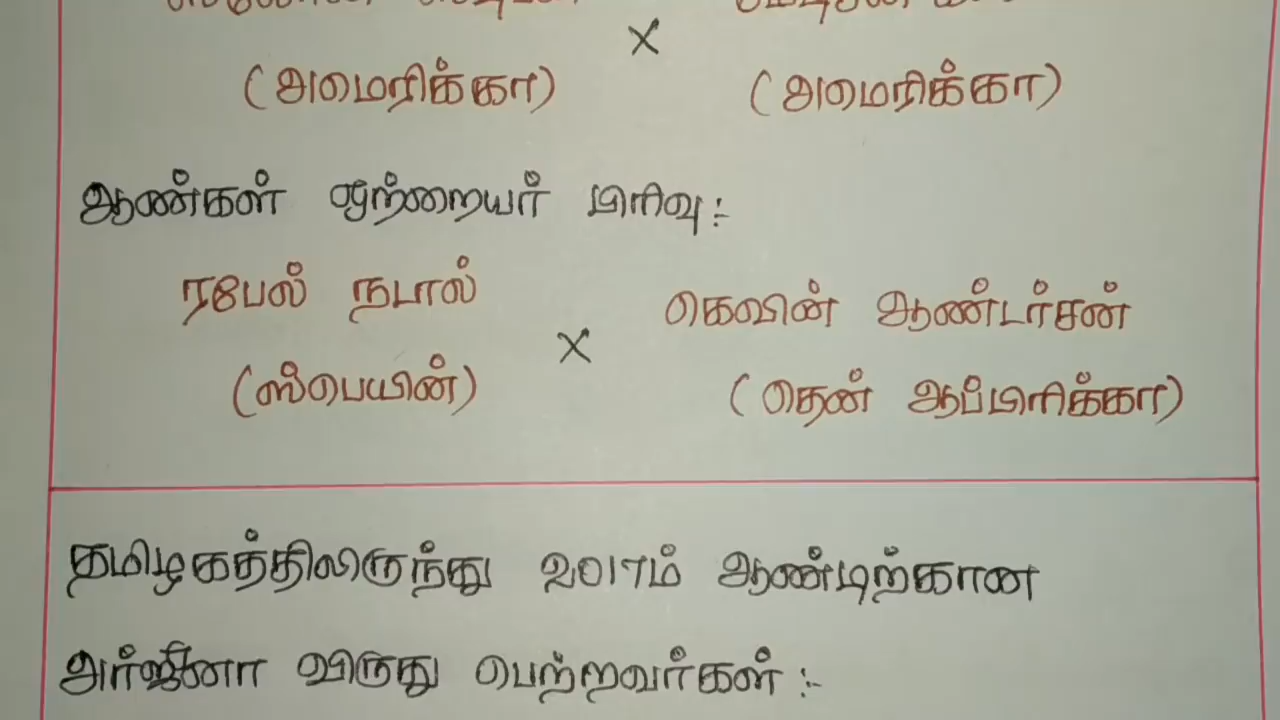 (அமெரிக்கா) × (அமெரிக்கா)
ஆண்கள் ஒற்றையர் பிரிவு :-
ரபேல் நடால் × கெவின் ஆண்டர்சன்
(ஸ்பெயின்) (தென் ஆப்பிரிக்கா)
தமிழகத்திலிருந்து 2017ம் ஆண்டிற்கான
அர்ஜீனா விருது பெற்றவர்கள் :-